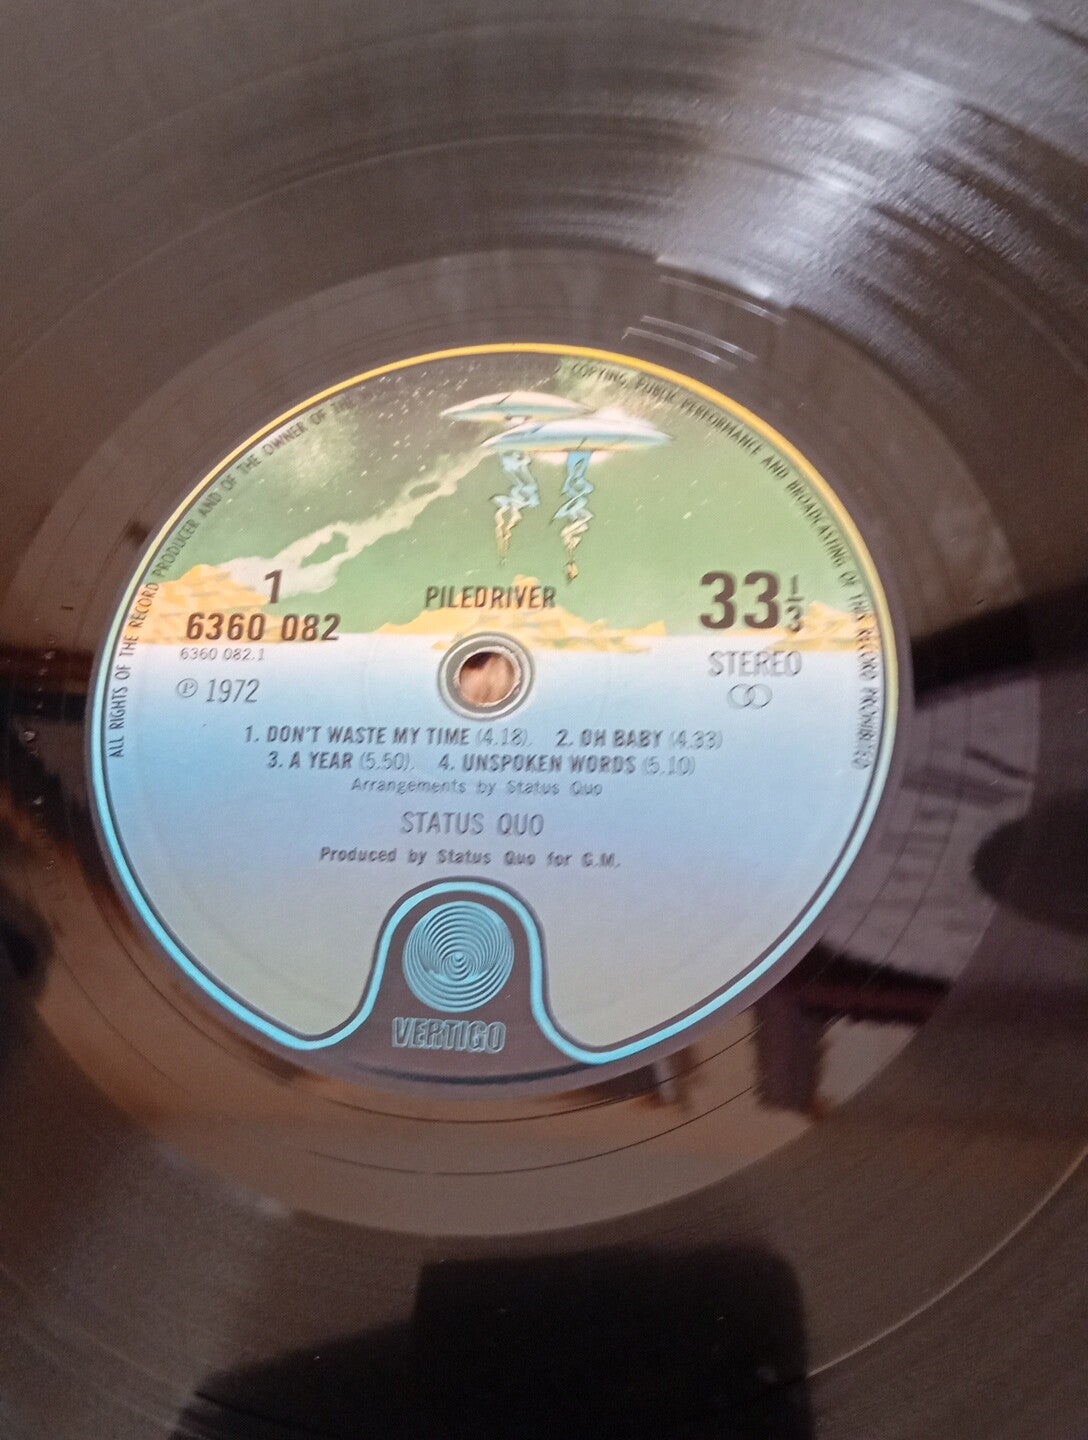 ALL RIGHTS OF THE RECORD PRODUCER AND OF THE OWNER OF THE
COPYING, PUBLIC PERFORMANCE AND BROADCASTING OF THIS RECORD PROHIBITED
1
PILEDRIVER
33 1/3
6360 082
6360 082.1
STEREO
Ⓟ 1972
1. DON'T WASTE MY TIME (4.18). 2. OH BABY (4.33)
3. A YEAR (5.50). 4. UNSPOKEN WORDS (5.10)
Arrangements by Status Quo
STATUS QUO
Produced by Status Quo for G.M.
VERTIGO